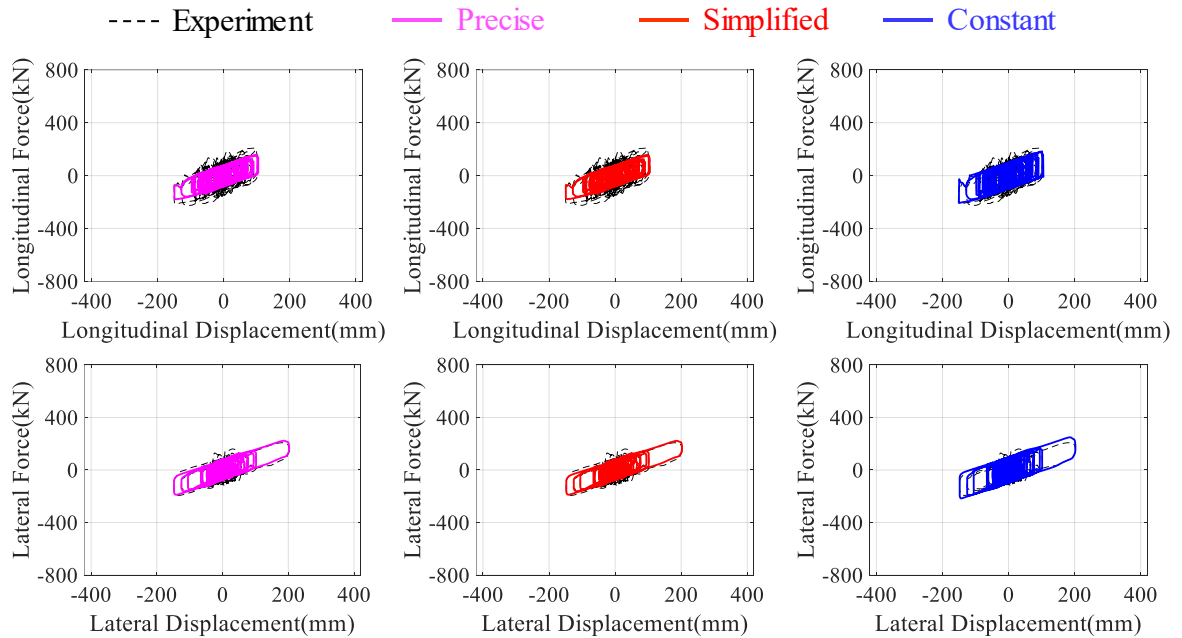 Experiment Precise Simplified Constant
800 400 0 -400 -800
Longitudinal Force(kN)
-400 -200 0 200 400
Longitudinal Displacement(mm)
800 400 0 -400 -800
Longitudinal Force(kN)
-400 -200 0 200 400
Longitudinal Displacement(mm)
800 400 0 -400 -800
Longitudinal Force(kN)
-400 -200 0 200 400
Longitudinal Displacement(mm)
800 400 0 -400 -800
Lateral Force(kN)
-400 -200 0 200 400
Lateral Displacement(mm)
800 400 0 -400 -800
Lateral Force(kN)
-400 -200 0 200 400
Lateral Displacement(mm)
800 400 0 -400 -800
Lateral Force(kN)
-400 -200 0 200 400
Lateral Displacement(mm)